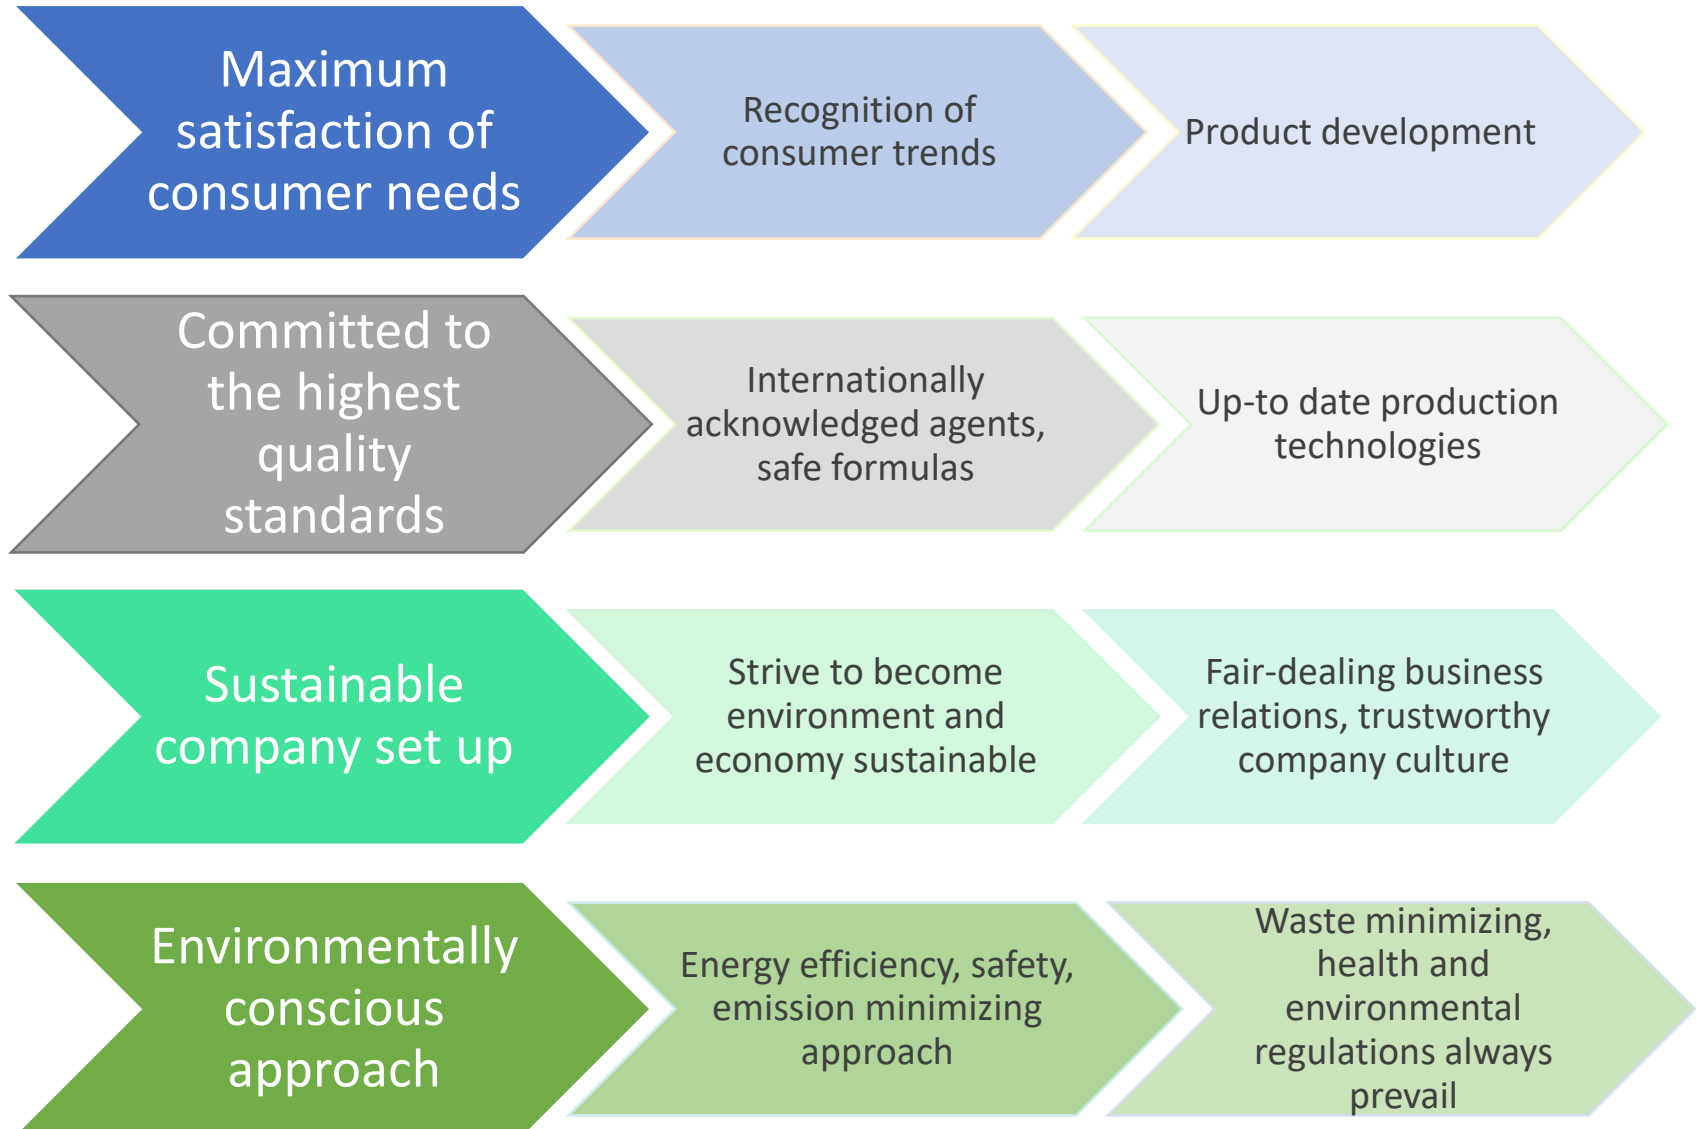 Maximum
satisfaction of
consumer needs
Recognition of
consumer trends
Product development
Committed to
the highest
quality
standards
Internationally
acknowledged agents,
safe formulas
Up-to date production
technologies
Sustainable
company set up
Strive to become
environment and
economy sustainable
Fair-dealing business
relations, trustworthy
company culture
Environmentally
conscious
approach
Energy efficiency, safety,
emission minimizing
approach
Waste minimizing,
health and
environmental
regulations always
prevail